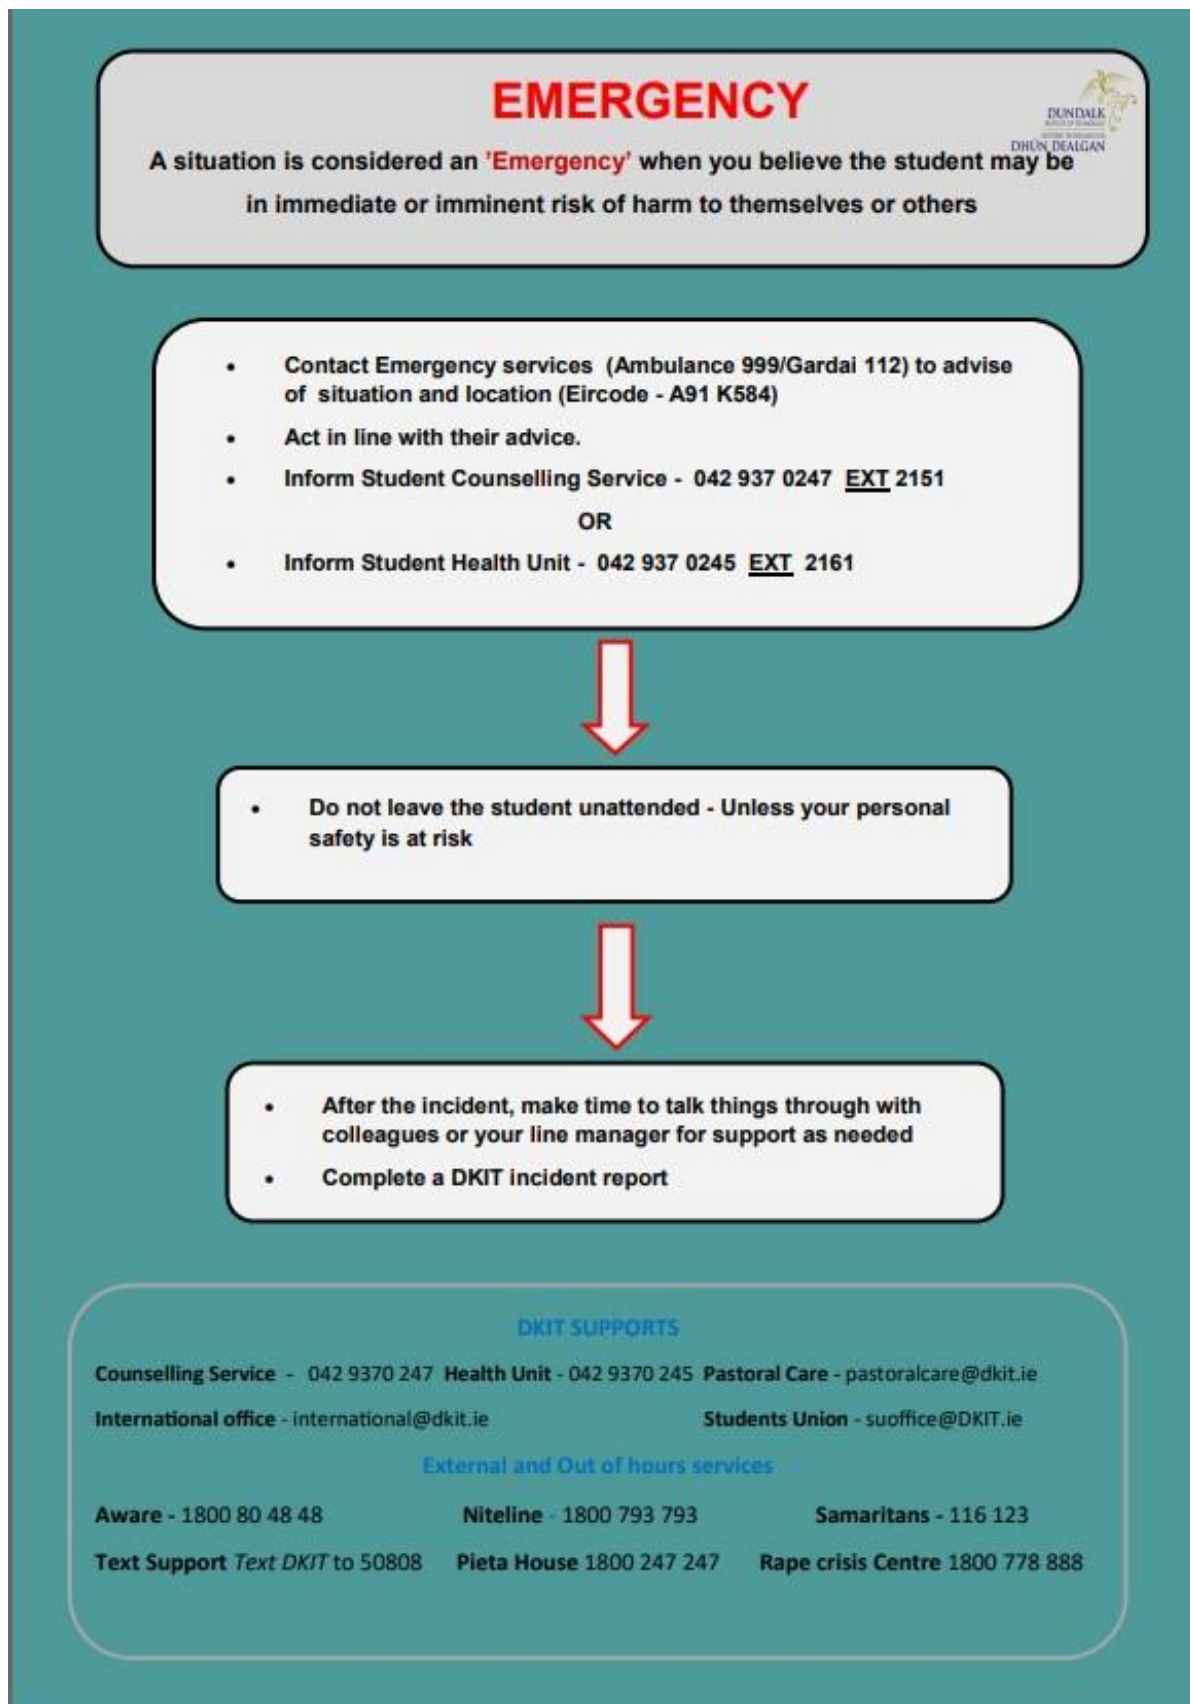 EMERGENCY
DUNDALK
DHÚN DEALGAN
A situation is considered an 'Emergency' when you believe the student may be
in immediate or imminent risk of harm to themselves or others
• Contact Emergency services (Ambulance 999/Gardai 112) to advise
of situation and location (Eircode - A91 K584)
• Act in line with their advice.
• Inform Student Counselling Service - 042 937 0247 EXT 2151
OR
• Inform Student Health Unit - 042 937 0245 EXT 2161
• Do not leave the student unattended - Unless your personal
safety is at risk
• After the incident, make time to talk things through with
colleagues or your line manager for support as needed
• Complete a DKIT incident report
DKIT SUPPORTS
Counselling Service - 042 9370 247 Health Unit - 042 9370 245 Pastoral Care - pastoralcare@dkit.ie
International office - international@dkit.ie Students Union - suoffice@DKIT.ie
External and Out of hours services
Aware - 1800 80 48 48 Niteline - 1800 793 793 Samaritans - 116 123
Text Support Text DKIT to 50808 Pieta House 1800 247 247 Rape crisis Centre 1800 778 888